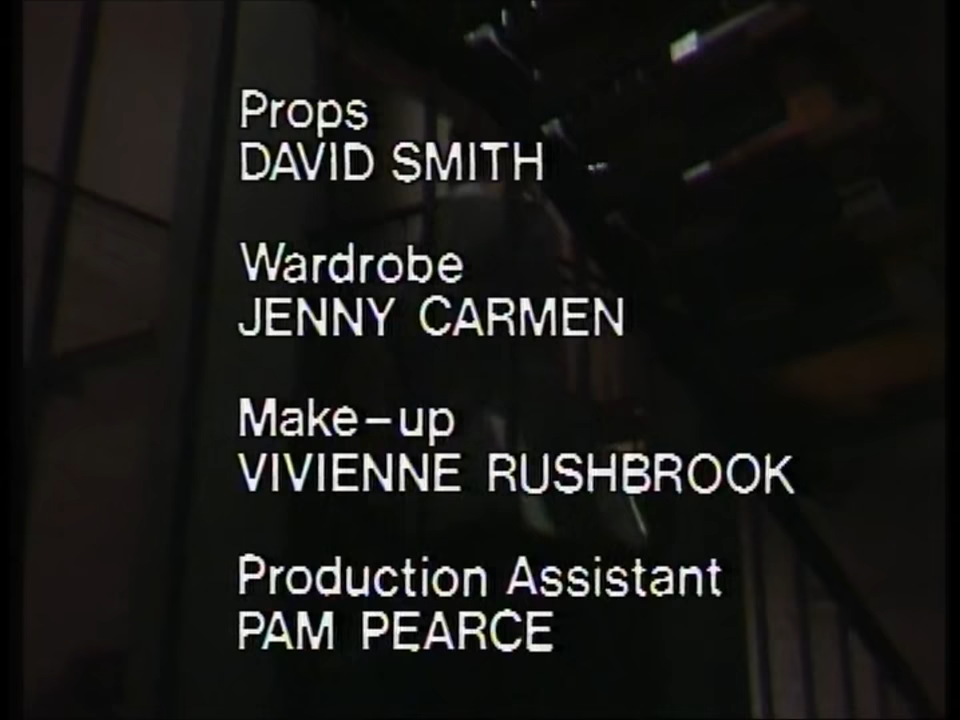 Props
DAVID SMITH
Wardrobe
JENNY CARMEN
Make-up
VIVIENNE RUSHBROOK
Production Assistant
PAM PEARCE